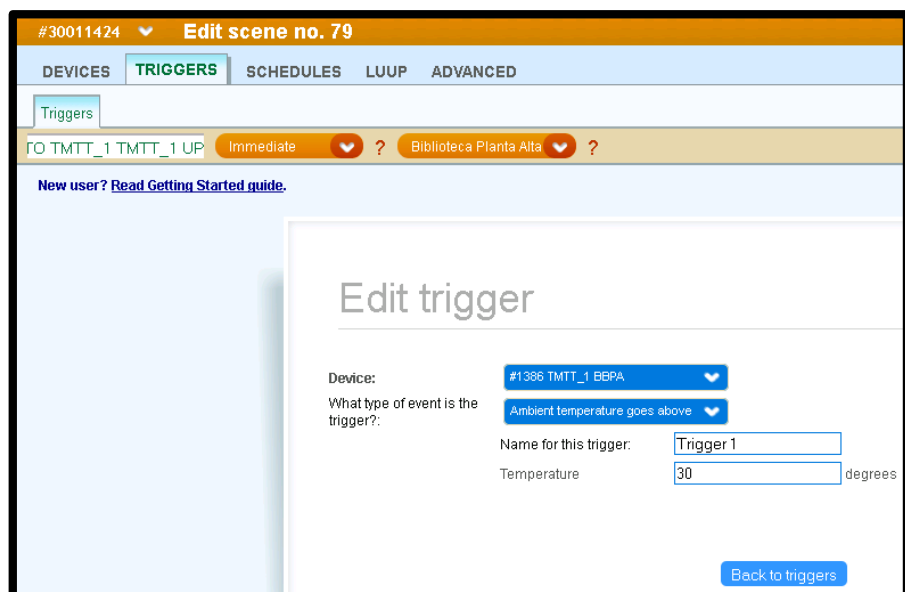 #30011424 Edit scene no. 79
DEVICES TRIGGERS SCHEDULES LUUP ADVANCED
Triggers
TO TMTT_1 TMTT_1 UP Immediate ? Biblioteca Planta Alta ?
New user? Read Getting Started guide.
Edit trigger
Device: #1386 TMTT_1 BBPA
What type of event is the Ambient temperature goes above
trigger?:
Name for this trigger: Trigger 1
Temperature 30 degrees
Back to triggers